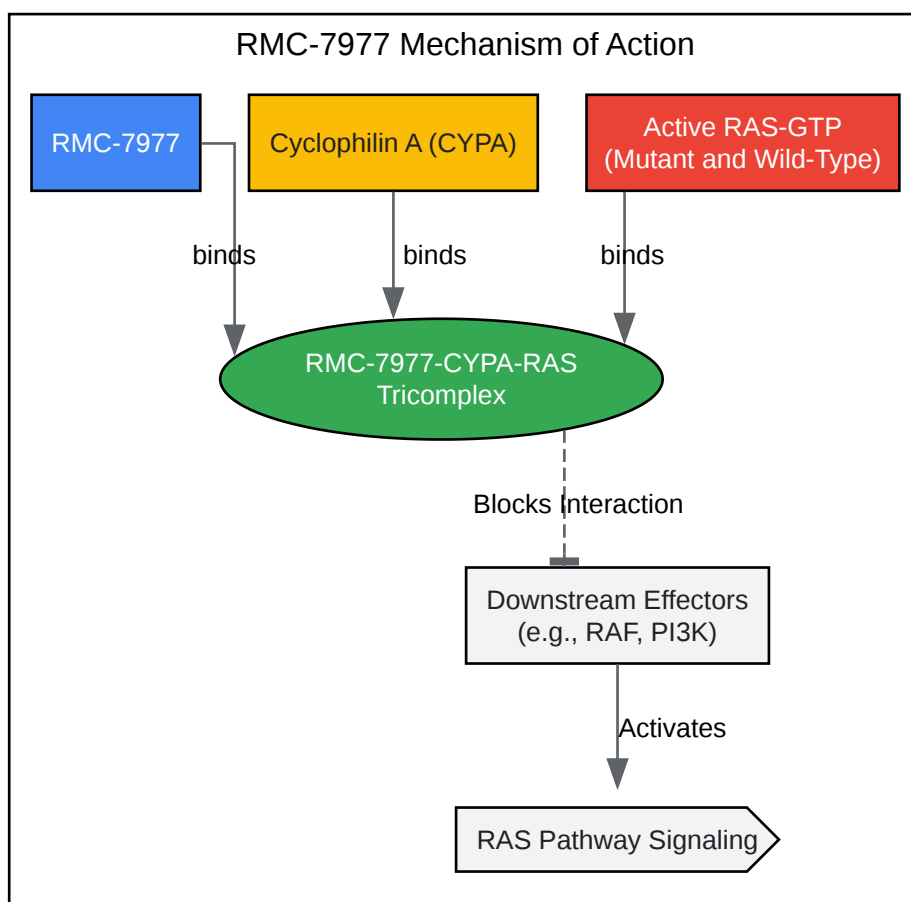 RMC-7977 Mechanism of Action
RMC-7977
Cyclophilin A (CYPA)
Active RAS-GTP
(Mutant and Wild-Type)
binds
binds
binds
RMC-7977-CYPA-RAS
Tricomplex
Blocks Interaction
Downstream Effectors
(e.g., RAF, PI3K)
Activates
RAS Pathway Signaling